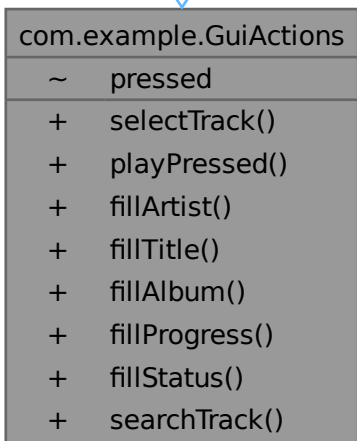 com.example.GuiActions
~ pressed
+ selectTrack()
+ playPressed()
+ fillArtist()
+ fillTitle()
+ fillAlbum()
+ fillProgress()
+ fillStatus()
+ searchTrack()